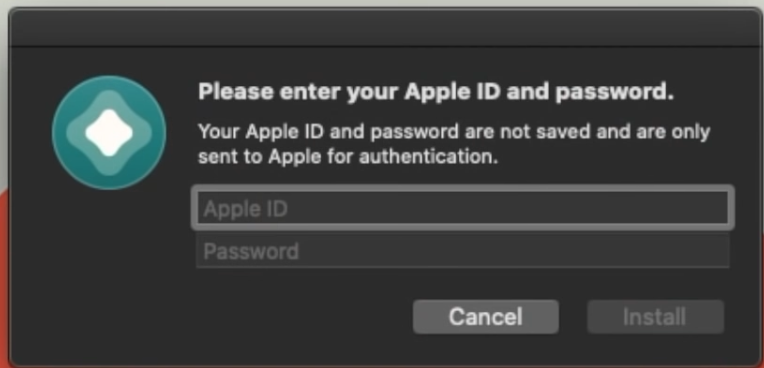 Please enter your Apple ID and password.
Your Apple ID and password are not saved and are only
sent to Apple for authentication.
Apple ID
Password
Cancel
Install